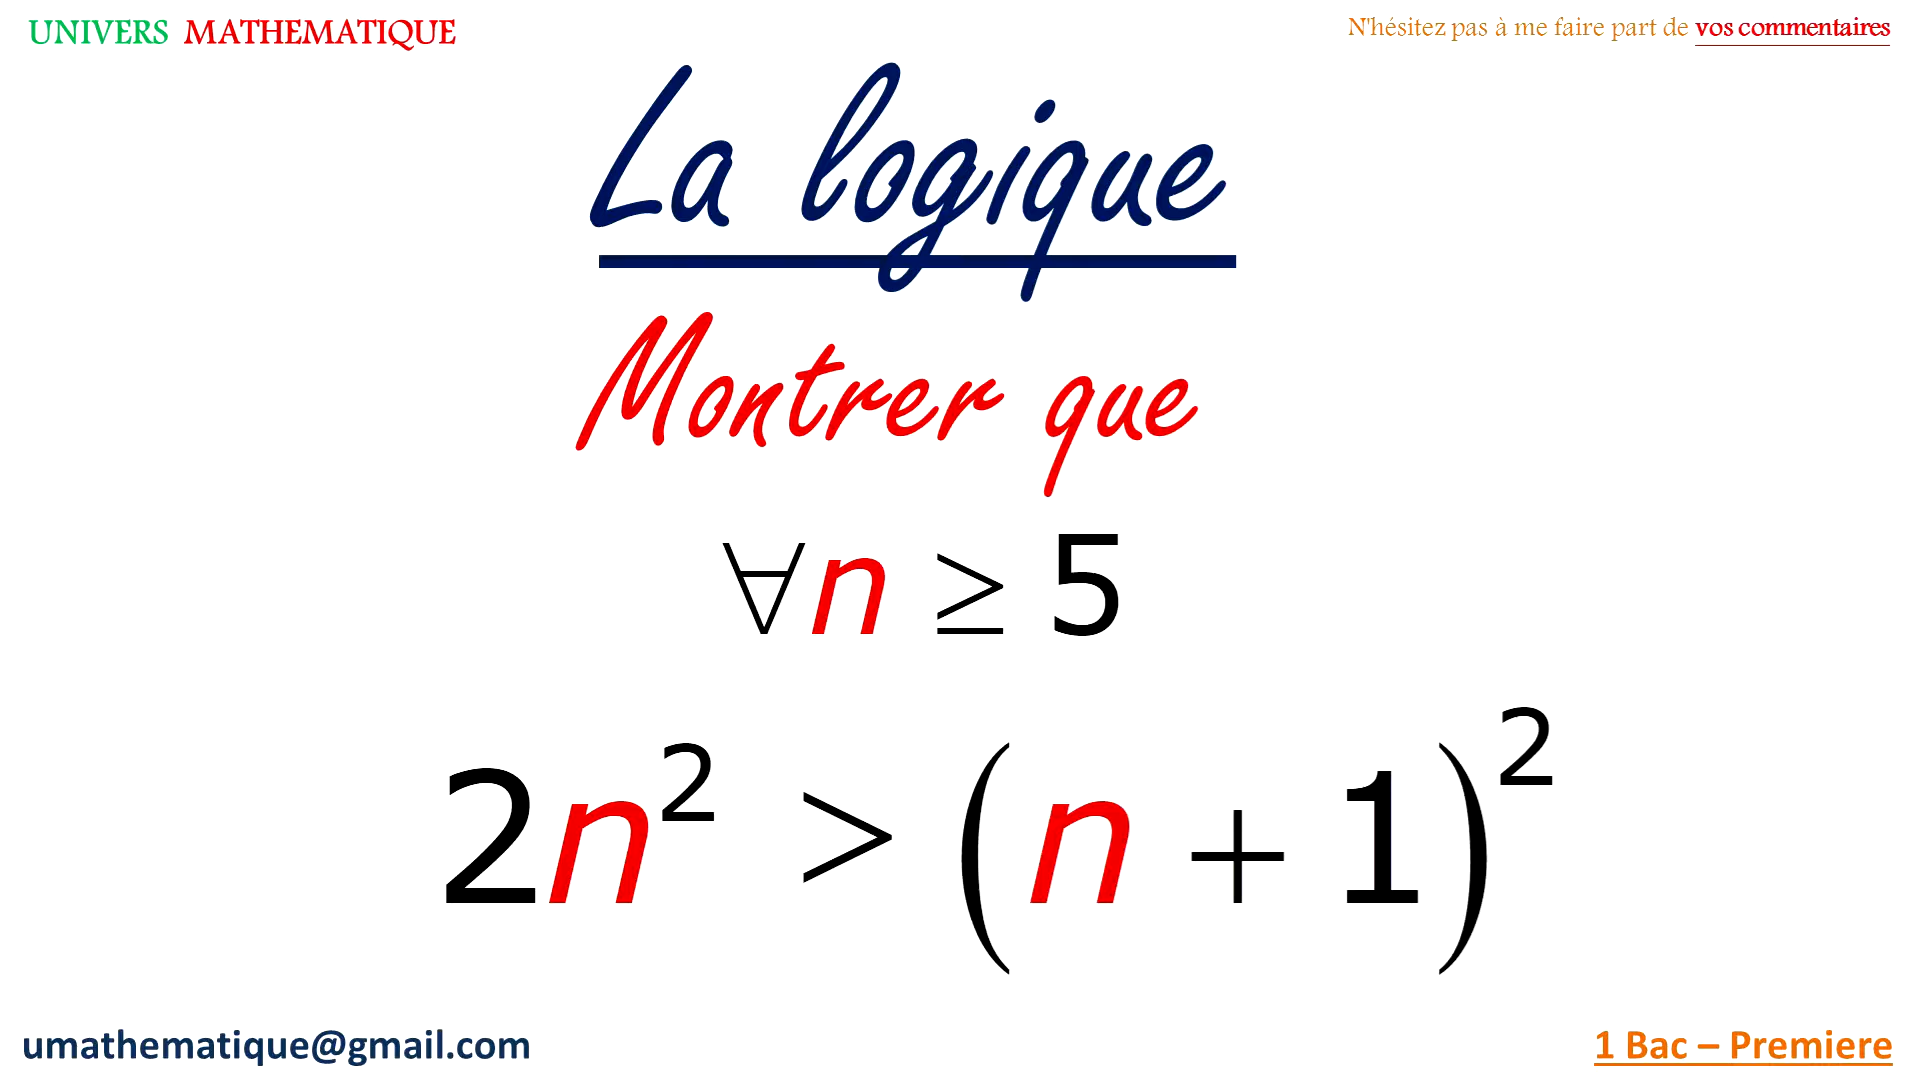 UNIVERS MATHEMATIQUE
N'hésitez pas à me faire part de vos commentaires
La logique
Montrer que
∀n ≥ 5
2n² > (n + 1)²
umathematique@gmail.com
1 Bac – Premiere